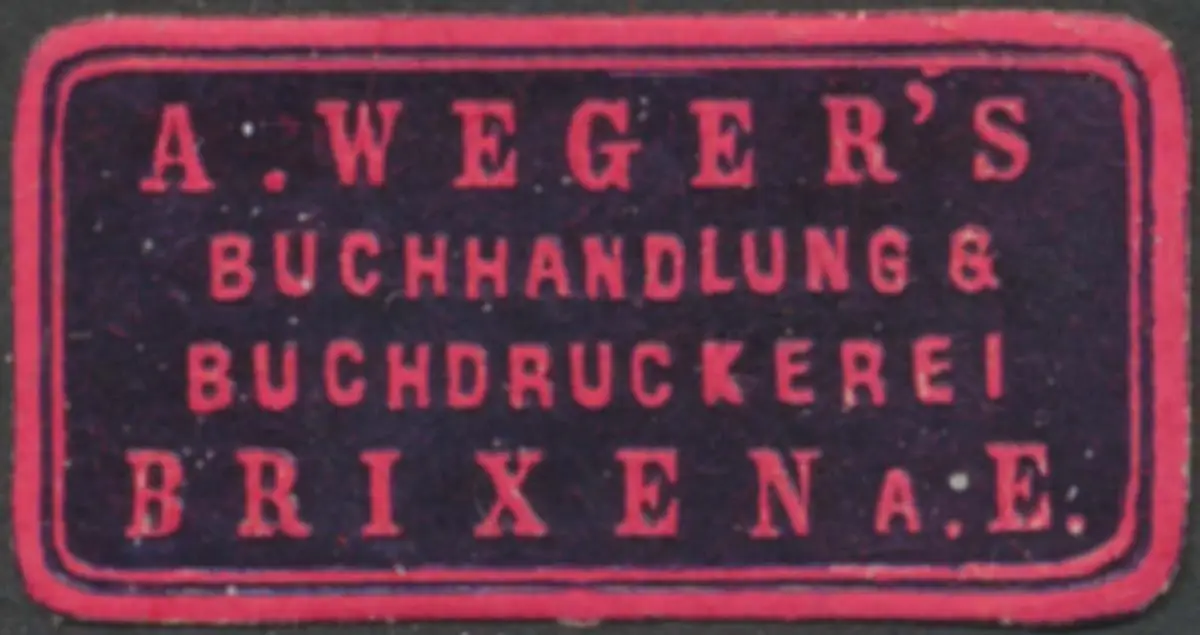 A. WEGER'S
BUCHHANDLUNG &
BUCHDRUCKEREI
BRIXEN A. E.